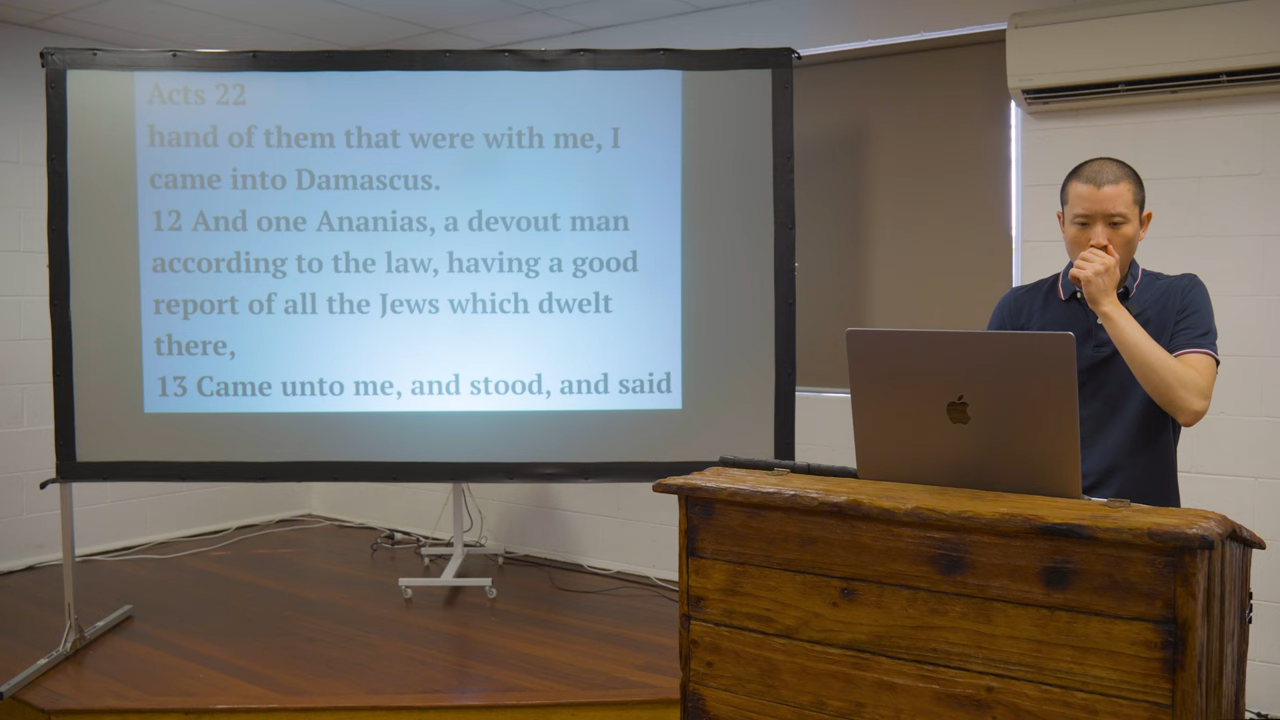 Acts 22
hand of them that were with me, I
came into Damascus.
12 And one Ananias, a devout man
according to the law, having a good
report of all the Jews which dwelt
there,
13 Came unto me, and stood, and said